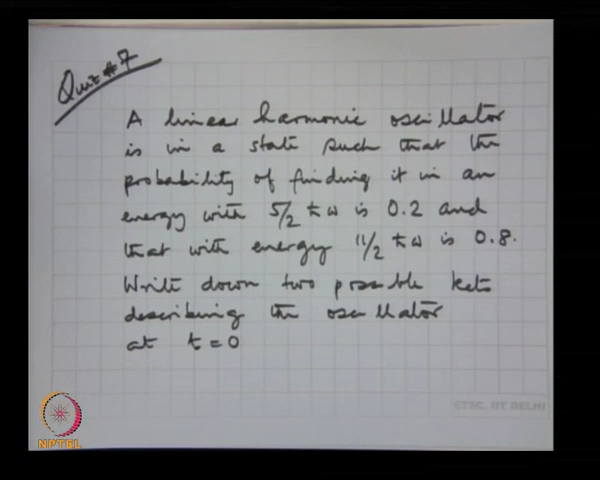 Quiz #7
A linear harmonic oscillator
is in a state such that the
probability of finding it in an
energy with 5/2 ħω is 0.2 and
that with energy 11/2 ħω is 0.8.
Write down two possible kets
describing the oscillator
at t=0
ETSC, IIT DELHI
NPTEL